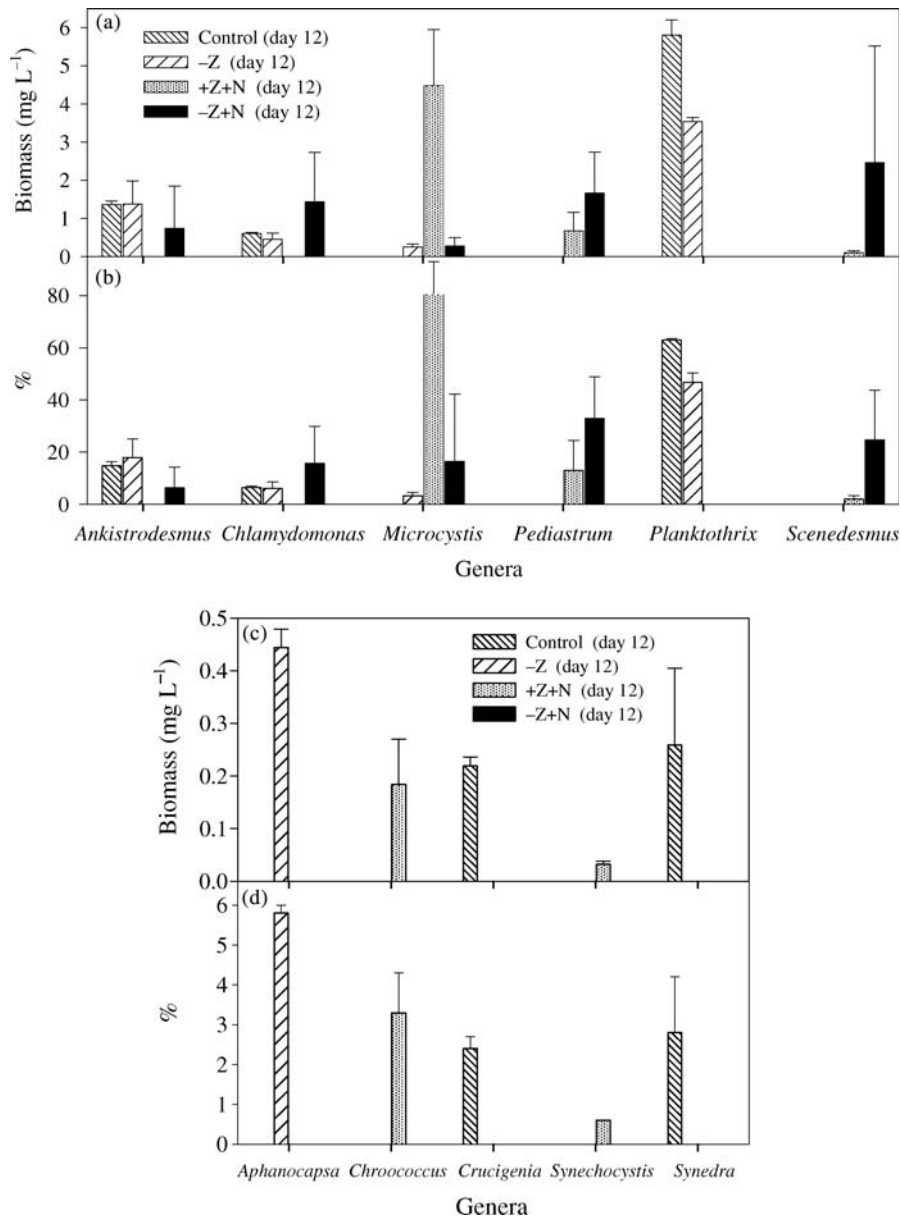 (a)
Control (day 12)
–Z (day 12)
+Z+N (day 12)
–Z+N (day 12)
Biomass (mg L⁻¹)
6
5
4
3
2
1
0
(b)
%
80
60
40
20
0
Ankistrodesmus Chlamydomonas Microcystis Pediastrum Planktothrix Scenedesmus
Genera
(c)
Control (day 12)
–Z (day 12)
+Z+N (day 12)
–Z+N (day 12)
Biomass (mg L⁻¹)
0.5
0.4
0.3
0.2
0.1
0.0
(d)
%
6
5
4
3
2
1
0
Aphanocapsa Chroococcus Crucigenia Synechocystis Synedra
Genera